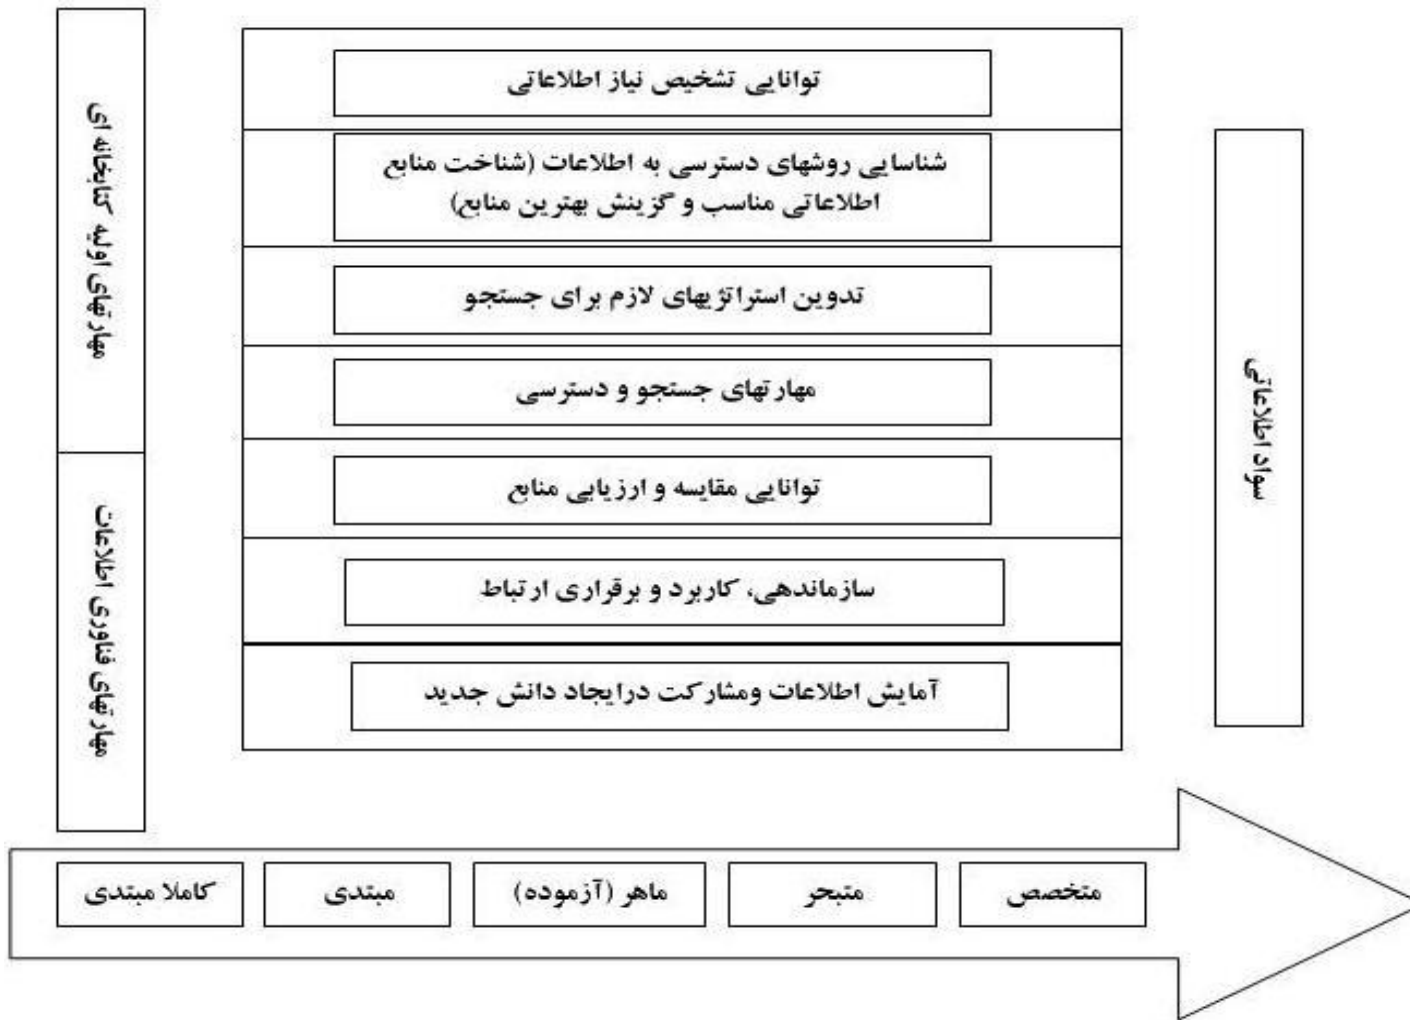 توانایی تشخیص نیاز اطلاعاتی
شناسایی روشهای دسترسی به اطلاعات (شناخت منابع
اطلاعاتی مناسب و گزینش بهترین منابع)
تدوین استراتژیهای لازم برای جستجو
مهارتهای جستجو و دسترسی
توانایی مقایسه و ارزیابی منابع
سازماندهی، کاربرد و برقراری ارتباط
آمایش اطلاعات ومشارکت درایجاد دانش جدید
سواد اطلاعاتی
مهارتهای اولیه کتابخانه ای
مهارتهای فناوری اطلاعات
کاملا مبتدی
مبتدی
ماهر (آزموده)
متبحر
متخصص